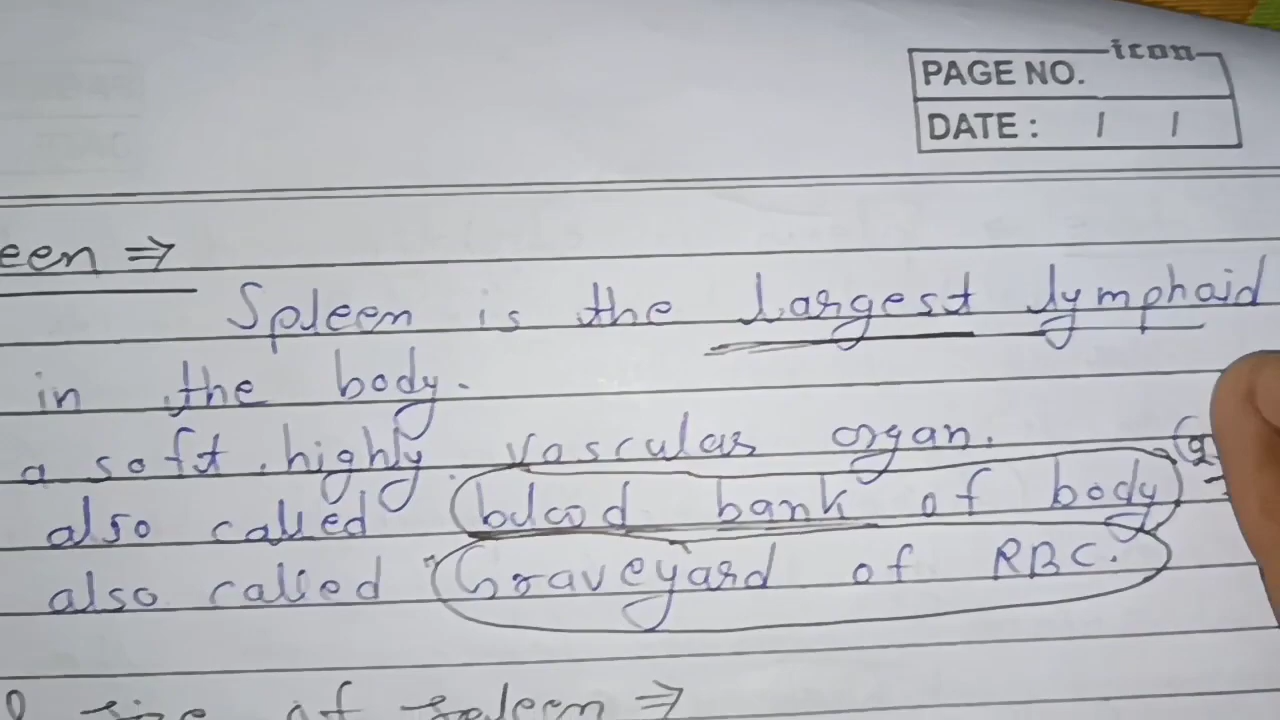 icon
PAGE NO.
DATE : / /
een ⇒
Spleen is the Largest lymphoid
in the body.
a soft, highly vascular organ.
also called blood bank of body
also called Graveyard of RBC.
size of spleen ⇒